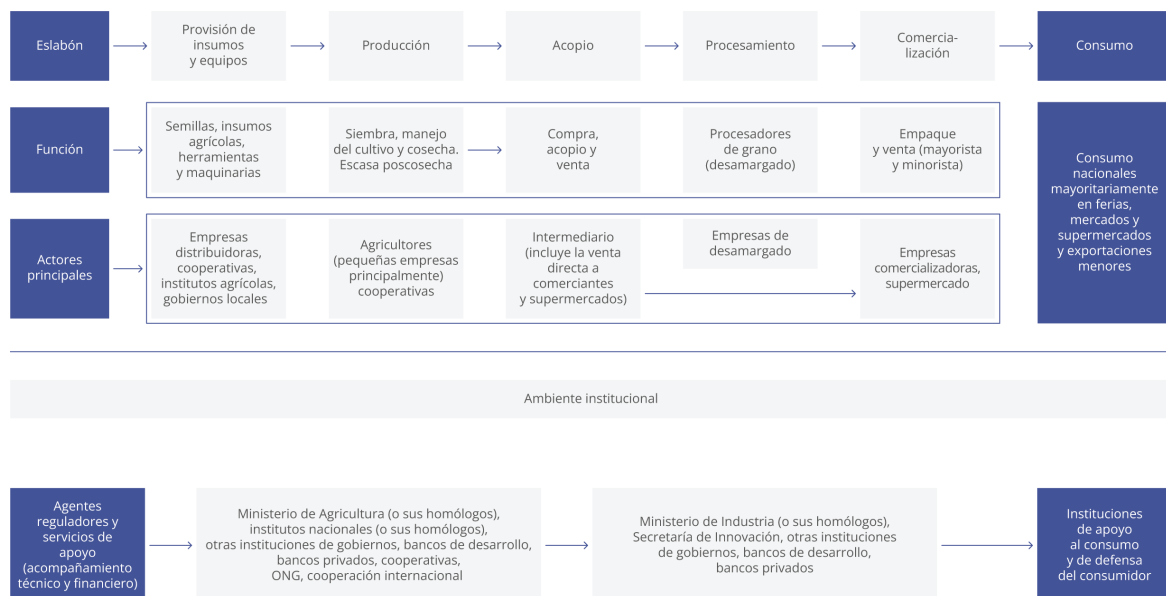 Eslabón
Provisión de
insumos
y equipos
Producción
Acopio
Procesamiento
Comercia-
lización
Consumo
Función
Semillas, insumos
agrícolas,
herramientas
y maquinarias
Siembra, manejo
del cultivo y cosecha.
Escasa poscosecha
Compra,
acopio y
venta
Procesadores
de grano
(desamargado)
Empaque
y venta (mayorista
y minorista)
Consumo
nacionales
mayoritariamente
en ferias,
mercados y
supermercados
y exportaciones
menores
Actores
principales
Empresas
distribuidoras,
cooperativas,
institutos agrícolas,
gobiernos locales
Agricultores
(pequeñas empresas
principalmente)
cooperativas
Intermediario
(incluye la venta
directa a
comerciantes
y supermercados)
Empresas de
desamargado
Empresas
comercializadoras,
supermercado
Ambiente institucional
Agentes
reguladores y
servicios de
apoyo
(acompañamiento
técnico y financiero)
Ministerio de Agricultura (o sus homólogos),
institutos nacionales (o sus homólogos),
otras instituciones de gobiernos, bancos de desarrollo,
bancos privados, cooperativas,
ONG, cooperación internacional
Ministerio de Industria (o sus homólogos),
Secretaría de Innovación, otras instituciones
de gobiernos, bancos de desarrollo,
bancos privados
Instituciones
de apoyo
al consumo
y de defensa
del consumidor